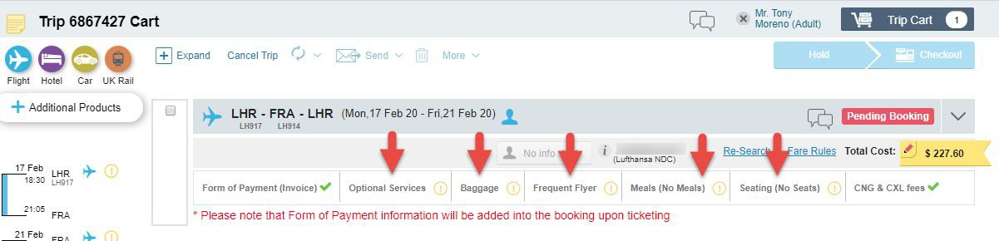 Trip 6867427 Cart
Mr. Tony
Moreno (Adult)
Trip Cart 1
Flight Hotel Car UK Rail
Expand Cancel Trip Send More
Hold Checkout
Additional Products
LHR - FRA - LHR (Mon,17 Feb 20 - Fri,21 Feb 20)
LH917 LH914
Pending Booking
No info
i
(Lufthansa NDC)
Re-Search Fare Rules Total Cost: $ 227.60
Form of Payment (Invoice) Optional Services Baggage Frequent Flyer Meals (No Meals) Seating (No Seats) CNG & CXL fees
* Please note that Form of Payment information will be added into the booking upon ticketing
17 Feb
18:30
LHR
LH917
21:05
FRA
21 Feb
FRA